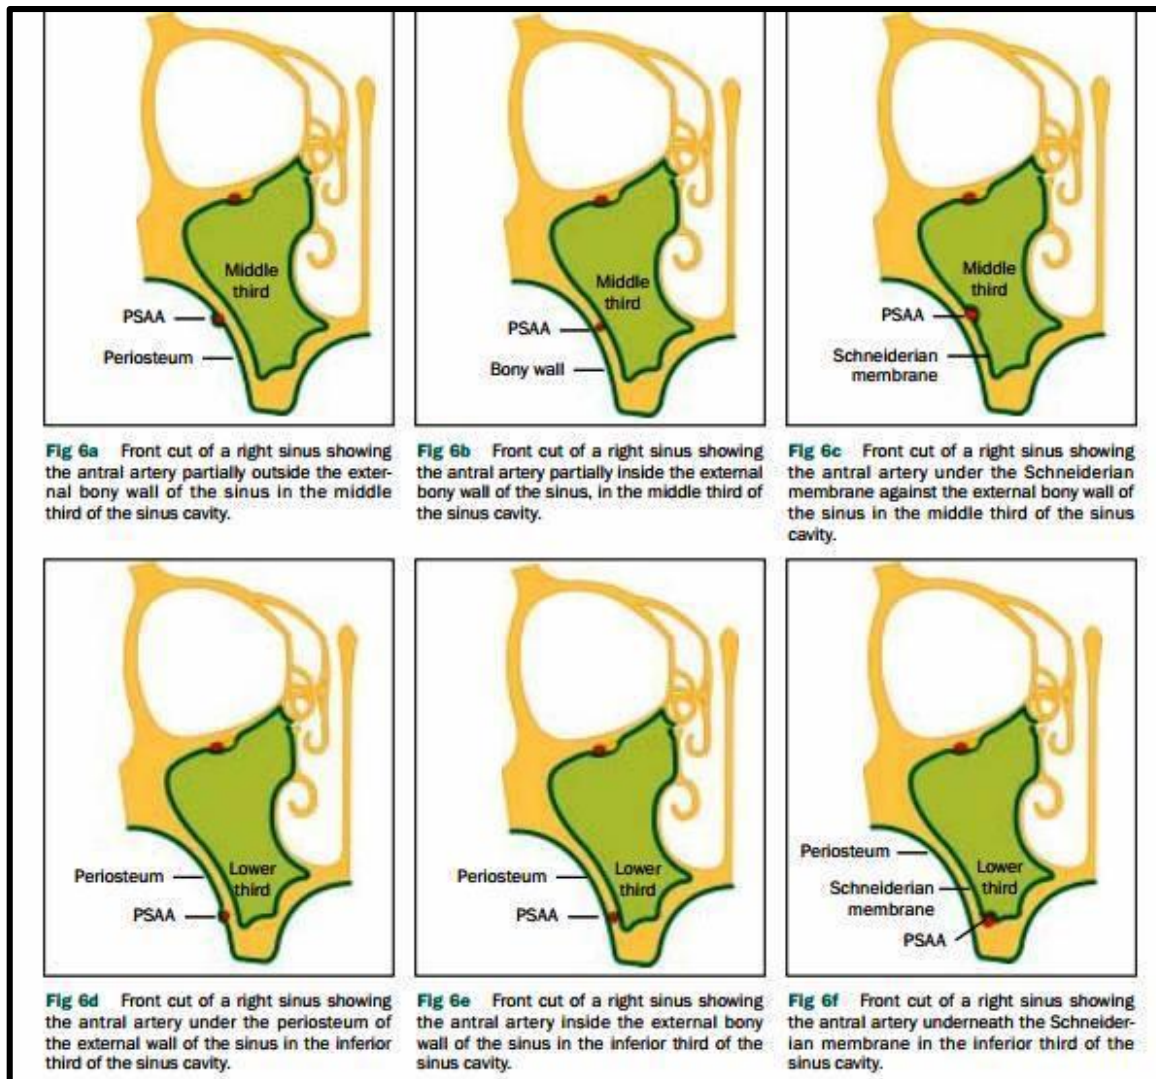 Middle
third
PSAA
Periosteum
Middle
third
PSAA
Bony wall
Middle
third
PSAA
Schneiderian
membrane
Fig 6a Front cut of a right sinus showing
the antral artery partially outside the exter-
nal bony wall of the sinus in the middle
third of the sinus cavity.
Fig 6b Front cut of a right sinus showing
the antral artery partially inside the external
bony wall of the sinus, in the middle third of
the sinus cavity.
Fig 6c Front cut of a right sinus showing
the antral artery under the Schneiderian
membrane against the external bony wall of
the sinus in the middle third of the sinus
cavity.
Lower
third
Periosteum
PSAA
Lower
third
Periosteum
PSAA
Periosteum
Lower
third
Schneiderian
membrane
PSAA
Fig 6d Front cut of a right sinus showing
the antral artery under the periosteum of
the external wall of the sinus in the inferior
third of the sinus cavity.
Fig 6e Front cut of a right sinus showing
the antral artery inside the external bony
wall of the sinus in the inferior third of the
sinus cavity.
Fig 6f Front cut of a right sinus showing
the antral artery underneath the Schneider-
ian membrane in the inferior third of the
sinus cavity.